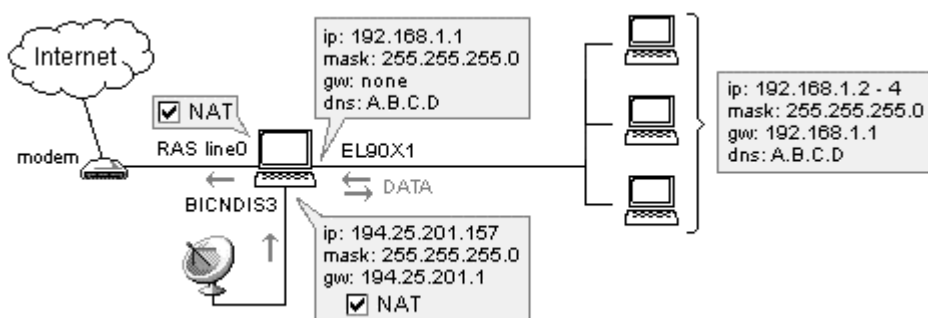 Internet
modem
NAT
RAS line0
BICNDIS3
ip: 192.168.1.1
mask: 255.255.255.0
gw: none
dns: A.B.C.D
EL90X1
DATA
ip: 194.25.201.157
mask: 255.255.255.0
gw: 194.25.201.1
NAT
ip: 192.168.1.2 - 4
mask: 255.255.255.0
gw: 192.168.1.1
dns: A.B.C.D